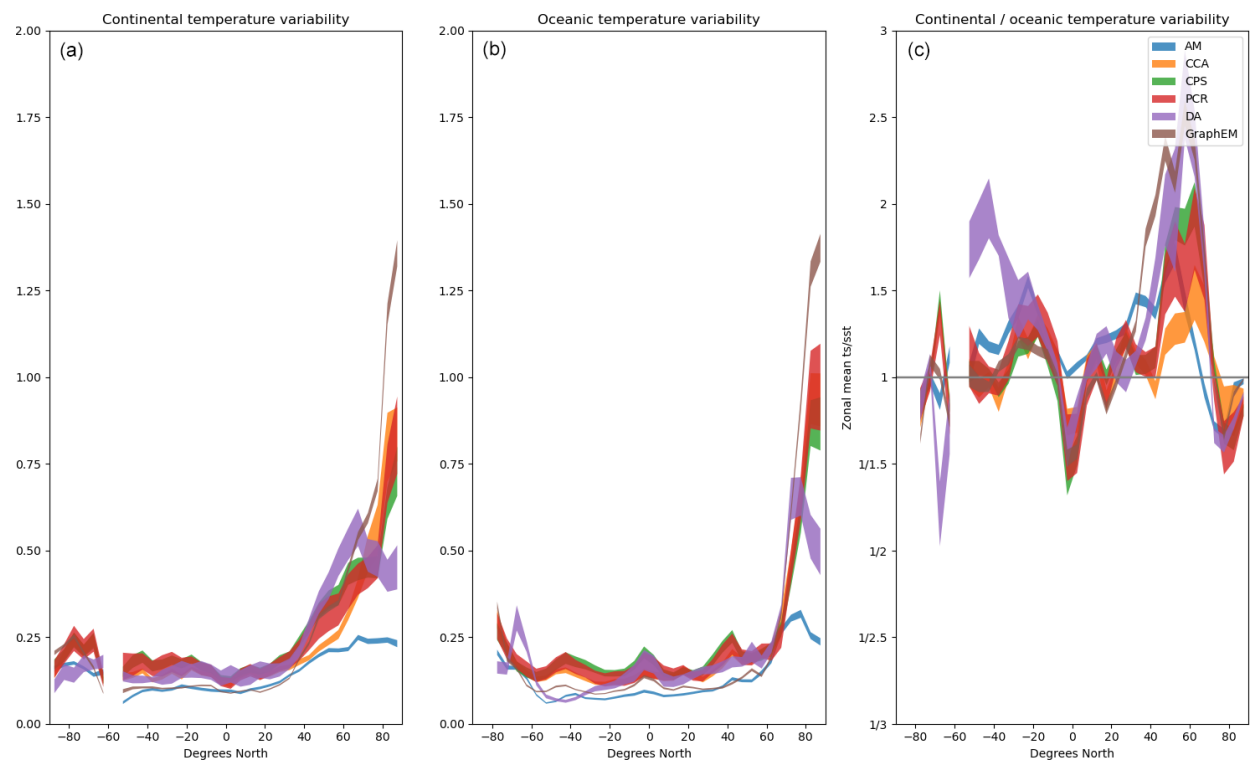 Continental temperature variability
(a)
2.00
1.75
1.50
1.25
1.00
0.75
0.50
0.25
0.00
−80 −60 −40 −20 0 20 40 60 80
Degrees North
Oceanic temperature variability
(b)
2.00
1.75
1.50
1.25
1.00
0.75
0.50
0.25
0.00
−80 −60 −40 −20 0 20 40 60 80
Degrees North
Continental / oceanic temperature variability
(c)
AM
CCA
CPS
PCR
DA
GraphEM
Zonal mean ts/sst
3
2.5
2
1.5
1
1/1.5
1/2
1/2.5
1/3
−80 −60 −40 −20 0 20 40 60 80
Degrees North